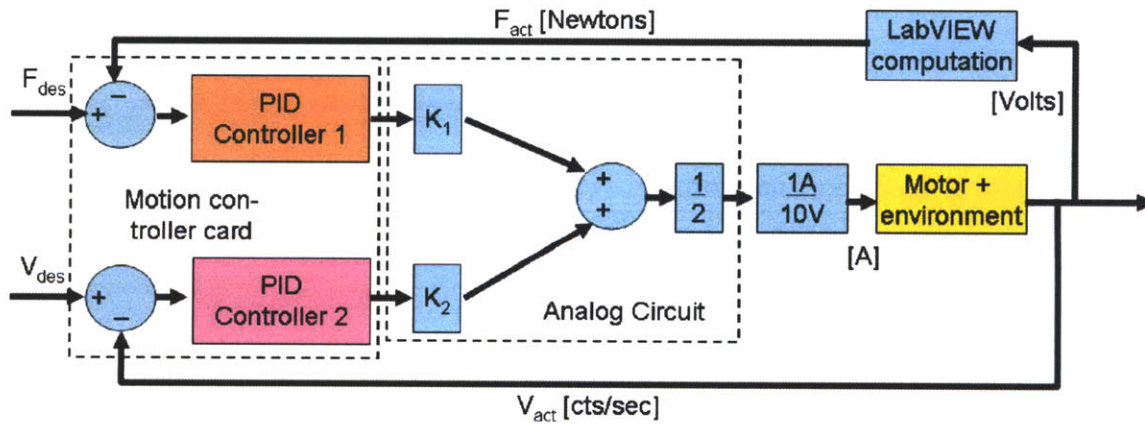 F_act [Newtons]
LabVIEW
computation
F_des
−
+
PID
Controller 1
K_1
[Volts]
+
+
1
2
1A
10V
Motor +
environment
Motion con-
troller card
[A]
V_des
+
−
PID
Controller 2
K_2
Analog Circuit
V_act [cts/sec]